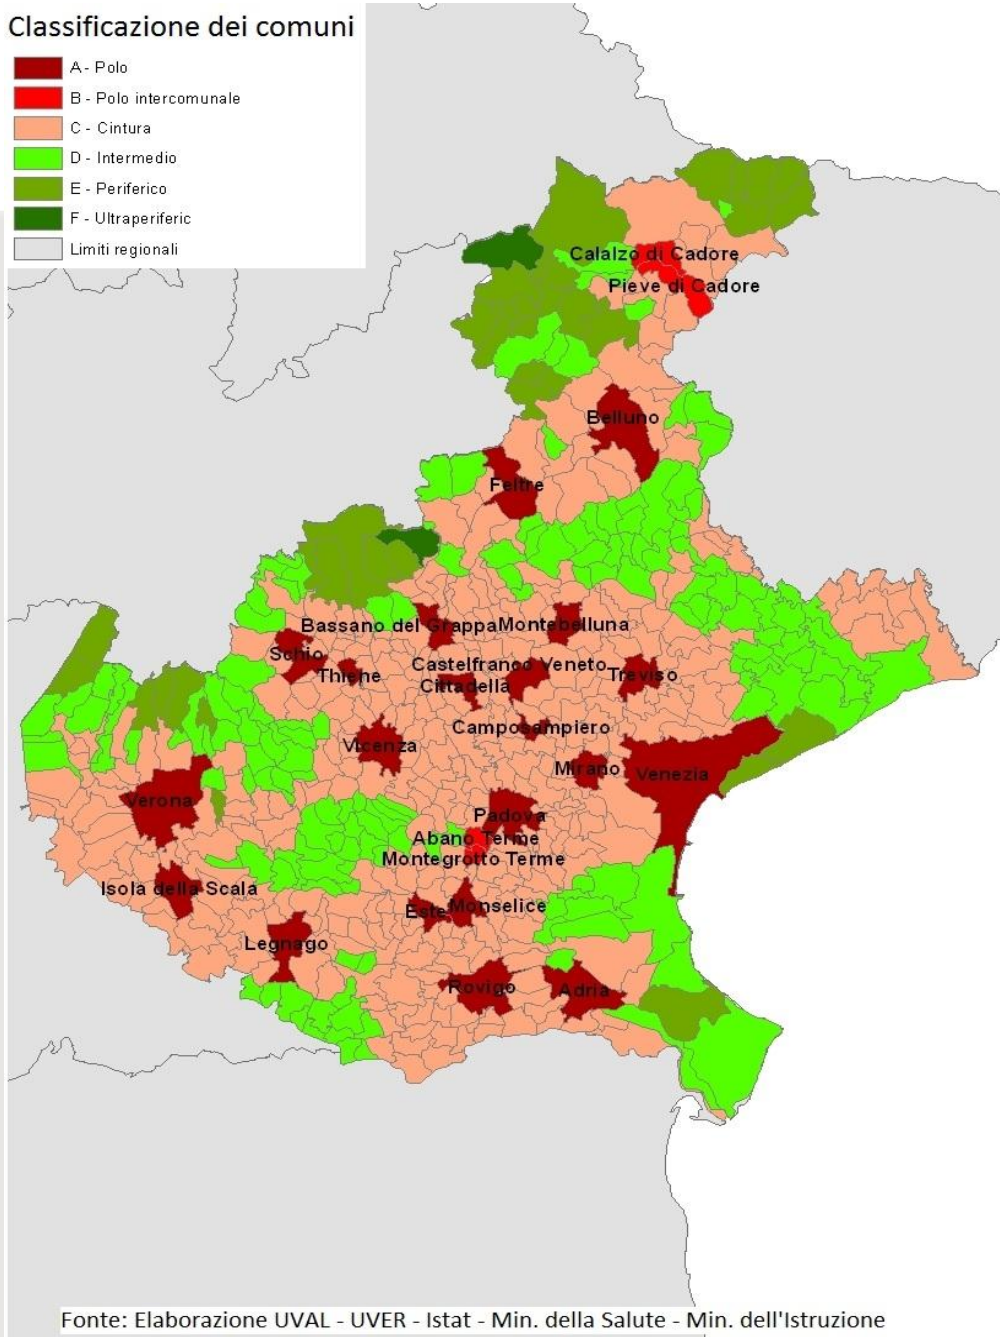 Classificazione dei comuni
A - Polo
B - Polo intercomunale
C - Cintura
D - Intermedio
E - Periferico
F - Ultraperiferic
Limiti regionali
Calalzo di Cadore
Pieve di Cadore
Belluno
Feltre
Bassano del Grappa
Montebelluna
Schio
Thiene
Castelfranco Veneto
Cittadella
Treviso
Camposampiero
Vicenza
Mirano
Venezia
Verona
Padova
Abano Terme
Montegrotto Terme
Isola della Scala
Este
Monselice
Legnago
Rovigo
Adria
Fonte: Elaborazione UVAL - UVER - Istat - Min. della Salute - Min. dell'Istruzione